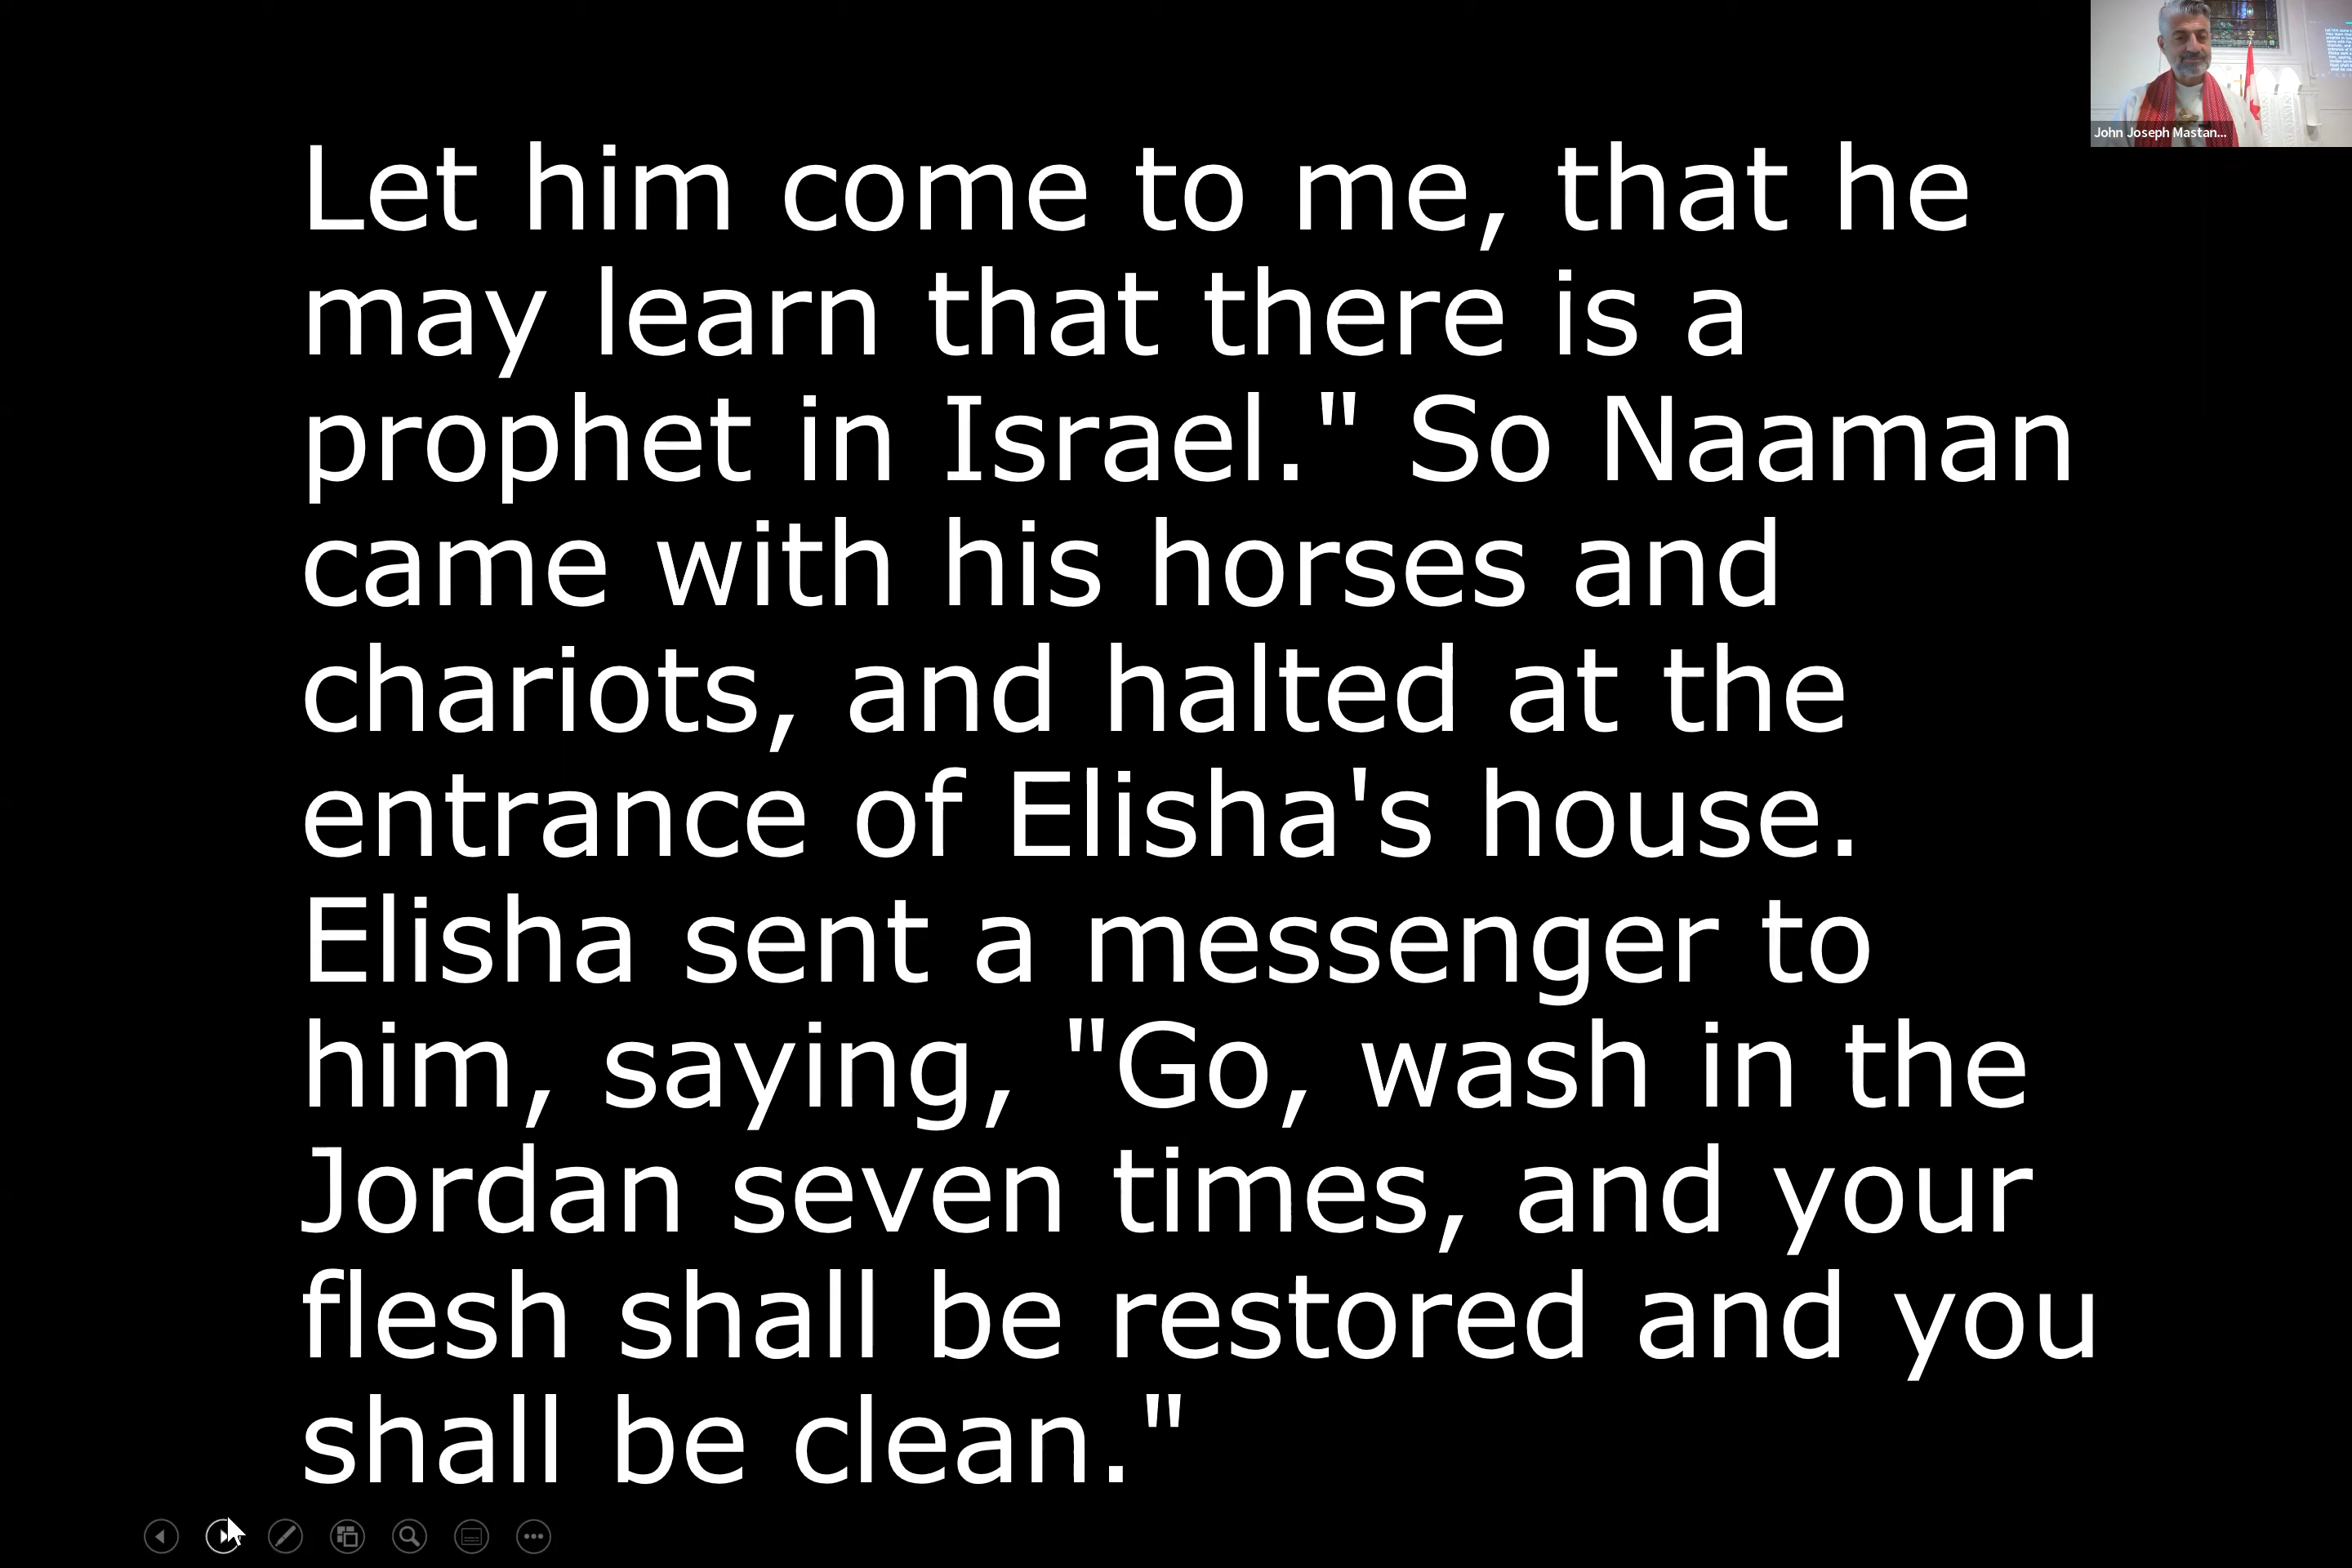 Let him come to me, that he
may learn that there is a
prophet in Israel." So Naaman
came with his horses and
chariots, and halted at the
entrance of Elisha's house.
Elisha sent a messenger to
him, saying, "Go, wash in the
Jordan seven times, and your
flesh shall be restored and you
shall be clean."
John Joseph Mastan...